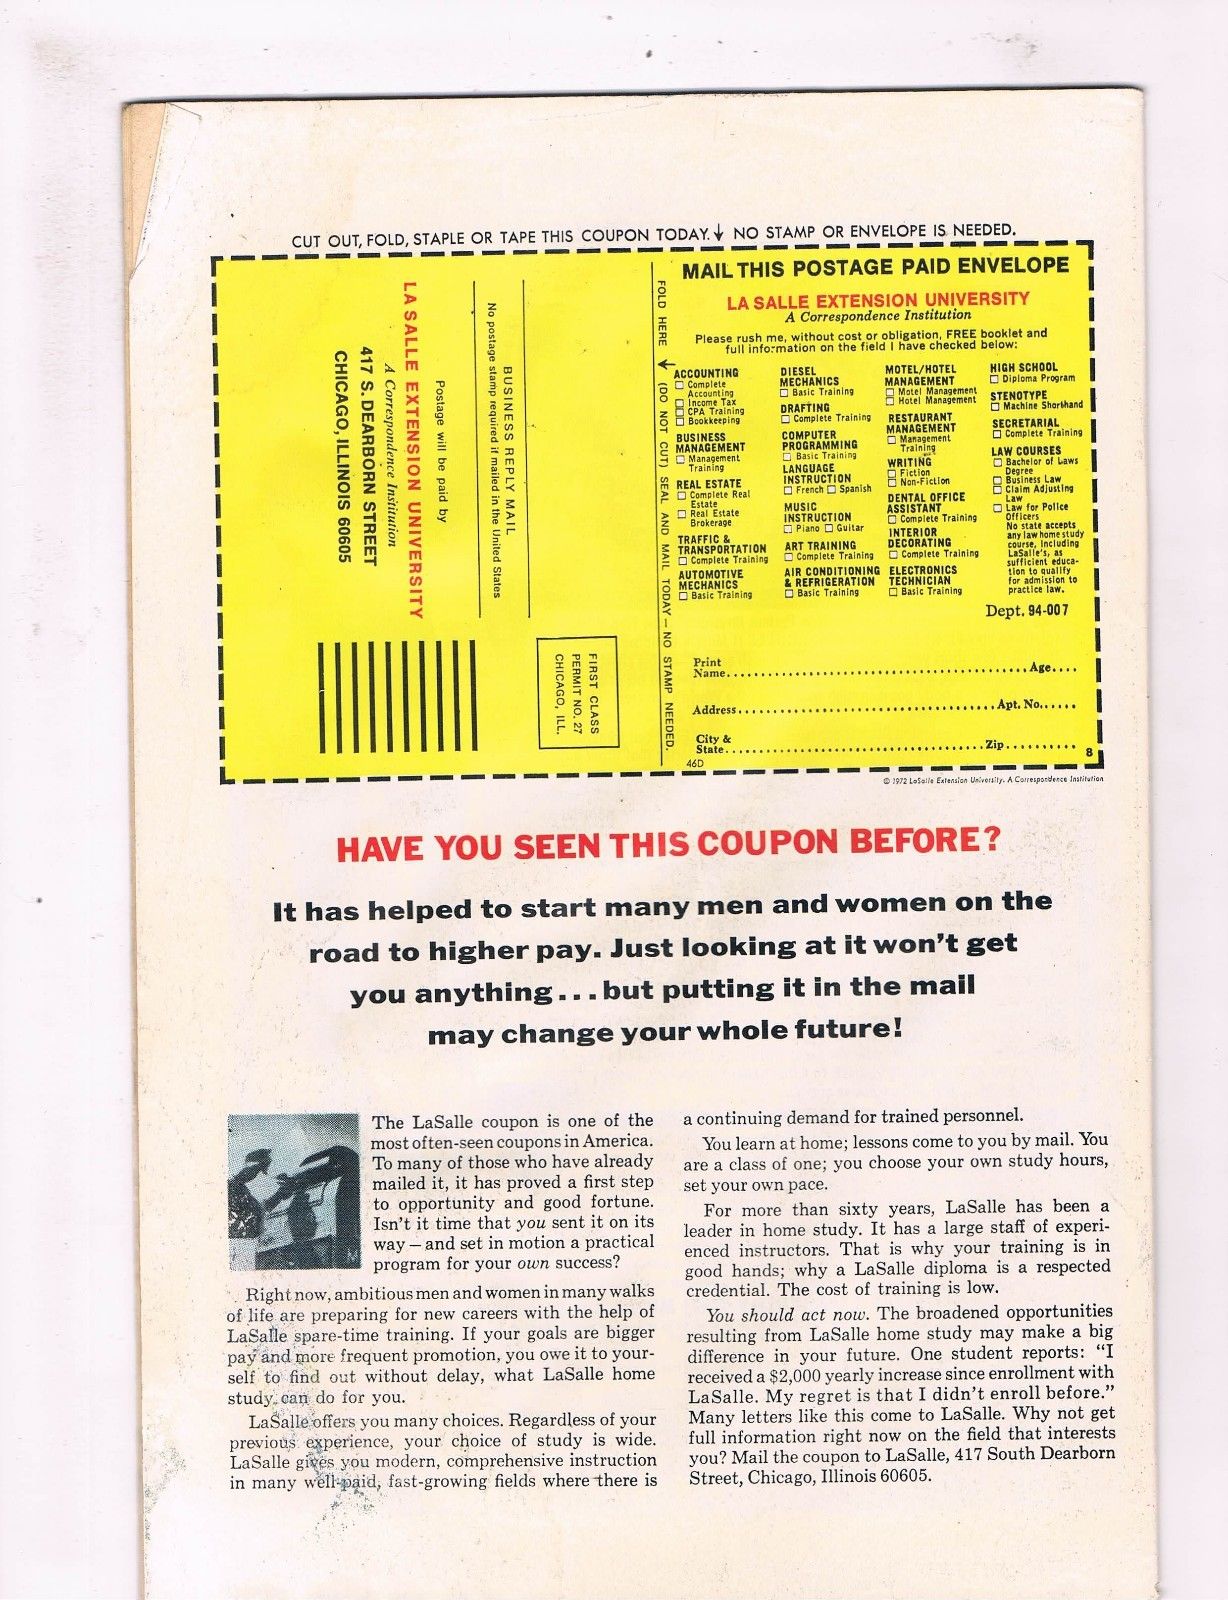 CUT OUT, FOLD, STAPLE OR TAPE THIS COUPON TODAY. NO STAMP OR ENVELOPE IS NEEDED.
LA SALLE EXTENSION UNIVERSITY
A Correspondence Institution
417 S. DEARBORN STREET
CHICAGO, ILLINOIS 60605
Postage will be paid by
No postage stamp required if mailed in the United States
BUSINESS REPLY MAIL
FIRST CLASS
PERMIT NO. 27
CHICAGO, ILL.
FOLD HERE (DO NOT CUT) SEAL AND MAIL TODAY — NO STAMP NEEDED.
MAIL THIS POSTAGE PAID ENVELOPE
LA SALLE EXTENSION UNIVERSITY
A Correspondence Institution
Please rush me, without cost or obligation, FREE booklet and
full information on the field I have checked below:
ACCOUNTING
Complete
Accounting
Income Tax
CPA Training
Bookkeeping
BUSINESS
MANAGEMENT
Management
Training
REAL ESTATE
Complete Real
Estate
Real Estate
Brokerage
TRAFFIC &
TRANSPORTATION
Complete Training
AUTOMOTIVE
MECHANICS
Basic Training
DIESEL
MECHANICS
Basic Training
DRAFTING
Complete Training
COMPUTER
PROGRAMMING
Basic Training
LANGUAGE
INSTRUCTION
French Spanish
MUSIC
INSTRUCTION
Piano Guitar
ART TRAINING
Complete Training
AIR CONDITIONING
& REFRIGERATION
Basic Training
MOTEL/HOTEL
MANAGEMENT
Motel Management
Hotel Management
RESTAURANT
MANAGEMENT
Management
Training
WRITING
Fiction
Non-Fiction
DENTAL OFFICE
ASSISTANT
Complete Training
INTERIOR
DECORATING
Complete Training
ELECTRONICS
TECHNICIAN
Basic Training
HIGH SCHOOL
Diploma Program
STENOTYPE
Machine Shorthand
SECRETARIAL
Complete Training
LAW COURSES
Bachelor of Laws
Degree
Business Law
Claim Adjusting
Law
Law for Police
Officers
No state accepts
any law home study
course, including
LaSalle's, as
sufficient educa-
tion to qualify
for admission to
practice law.
Dept. 94-007
Print
Name Age
Address Apt. No.
City &
State Zip
46D 8
© 1972 LaSalle Extension University. A Correspondence Institution
HAVE YOU SEEN THIS COUPON BEFORE?
It has helped to start many men and women on the
road to higher pay. Just looking at it won't get
you anything...but putting it in the mail
may change your whole future!
The LaSalle coupon is one of the
most often-seen coupons in America.
To many of those who have already
mailed it, it has proved a first step
to opportunity and good fortune.
Isn't it time that you sent it on its
way — and set in motion a practical
program for your own success?
Right now, ambitious men and women in many walks
of life are preparing for new careers with the help of
LaSalle spare-time training. If your goals are bigger
pay and more frequent promotion, you owe it to your-
self to find out without delay, what LaSalle home
study can do for you.
LaSalle offers you many choices. Regardless of your
previous experience, your choice of study is wide.
LaSalle gives you modern, comprehensive instruction
in many well-paid, fast-growing fields where there is
a continuing demand for trained personnel.
You learn at home; lessons come to you by mail. You
are a class of one; you choose your own study hours,
set your own pace.
For more than sixty years, LaSalle has been a
leader in home study. It has a large staff of experi-
enced instructors. That is why your training is in
good hands; why a LaSalle diploma is a respected
credential. The cost of training is low.
You should act now. The broadened opportunities
resulting from LaSalle home study may make a big
difference in your future. One student reports: "I
received a $2,000 yearly increase since enrollment with
LaSalle. My regret is that I didn't enroll before."
Many letters like this come to LaSalle. Why not get
full information right now on the field that interests
you? Mail the coupon to LaSalle, 417 South Dearborn
Street, Chicago, Illinois 60605.